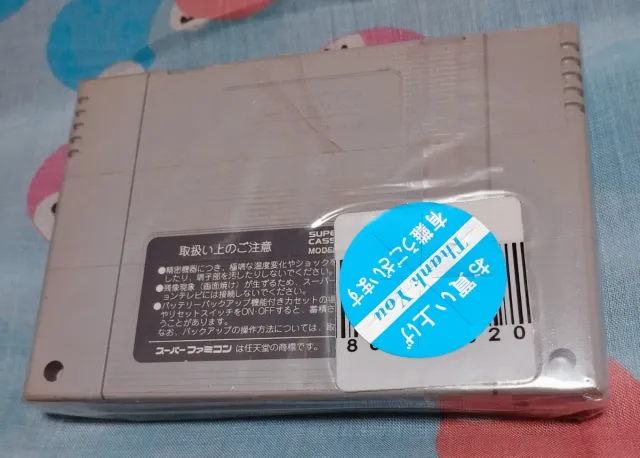 取扱い上のご注意
●精密機器につき、極端な温度変化やショック
し、端子部を汚したりしないでください。
●残像現象(画面焼け)が生ずるため、スーパー
ョンテレビには接続しないでください。
●バッテリーバックアップ機能付きカセットの場
やリセットスイッチをON・OFFすると、蓄積さ
うことがあります。
なお、バックアップの操作方法については、取
スーパーファミコン は任天堂の商標です。
SUPE
CASS
MODE
お買い上げ
Thank You
有難うございます
8
20